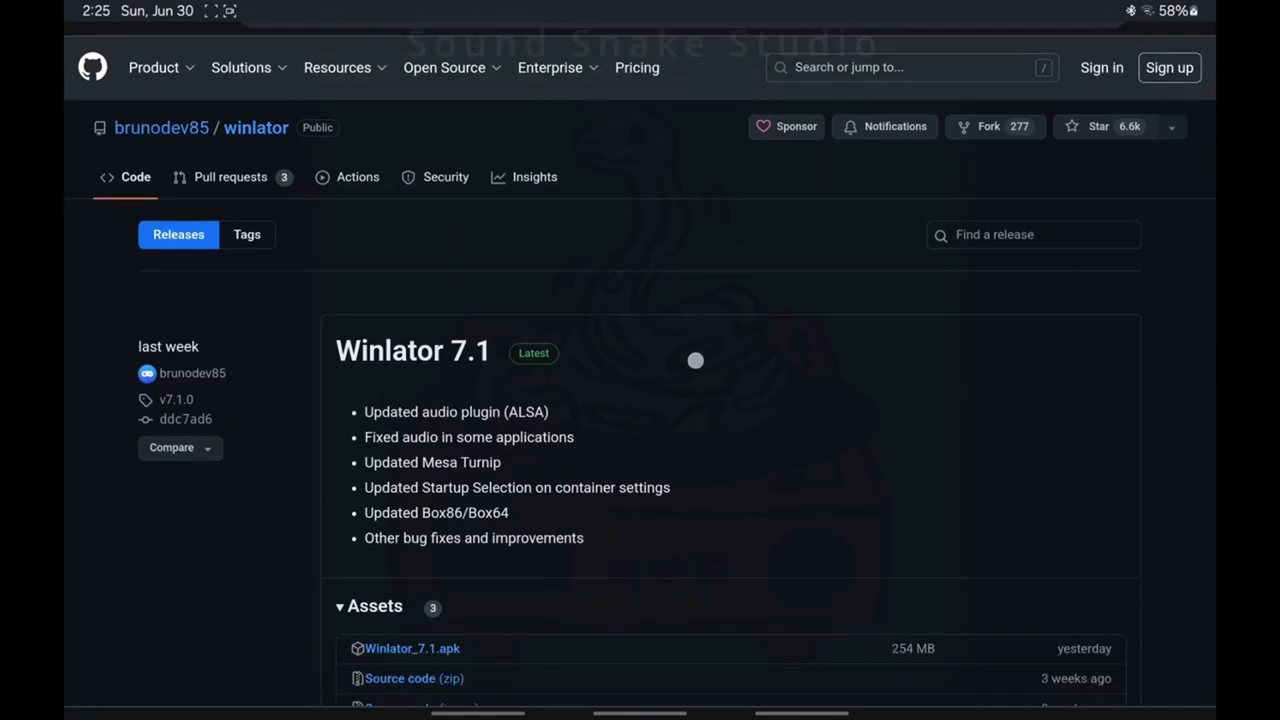 2:25 Sun, Jun 30 58%
Sound Snake Studio
Product Solutions Resources Open Source Enterprise Pricing Search or jump to... / Sign in Sign up
brunodev85 / winlator Public Sponsor Notifications Fork 277 Star 6.6k
Code Pull requests 3 Actions Security Insights
Releases Tags Find a release
last week
brunodev85
v7.1.0
ddc7ad6
Compare
Winlator 7.1 Latest
• Updated audio plugin (ALSA)
• Fixed audio in some applications
• Updated Mesa Turnip
• Updated Startup Selection on container settings
• Updated Box86/Box64
• Other bug fixes and improvements
Assets 3
Winlator_7.1.apk 254 MB yesterday
Source code (zip) 3 weeks ago